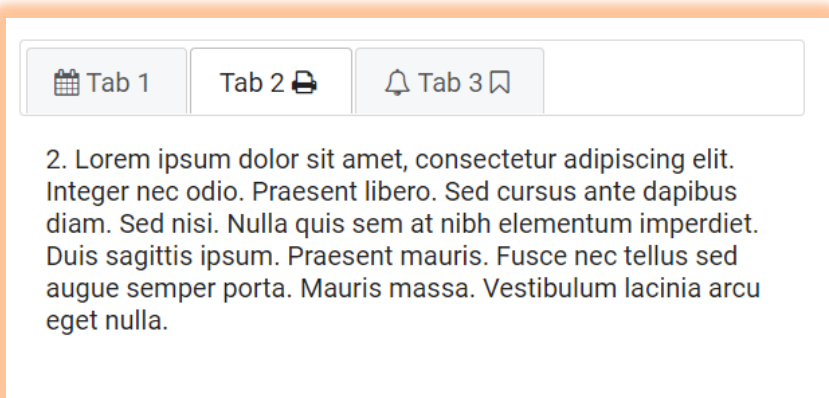 Tab 1 Tab 2 Tab 3
2. Lorem ipsum dolor sit amet, consectetur adipiscing elit.
Integer nec odio. Praesent libero. Sed cursus ante dapibus
diam. Sed nisi. Nulla quis sem at nibh elementum imperdiet.
Duis sagittis ipsum. Praesent mauris. Fusce nec tellus sed
augue semper porta. Mauris massa. Vestibulum lacinia arcu
eget nulla.